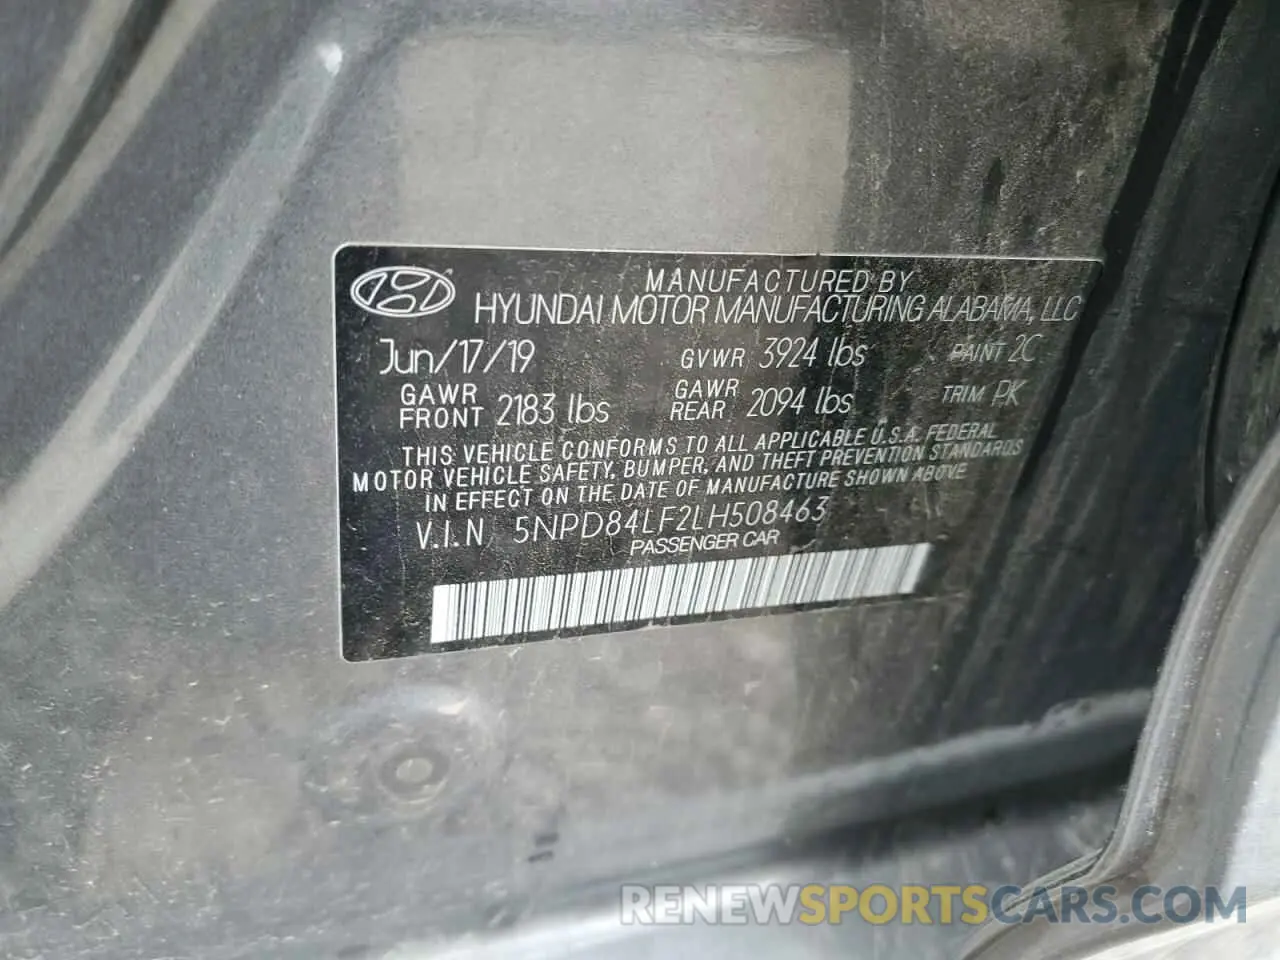 MANUFACTURED BY
HYUNDAI MOTOR MANUFACTURING ALABAMA, LLC
Jun/17/19 GVWR 3924 lbs PAINT 2C
GAWR FRONT 2183 lbs GAWR REAR 2094 lbs TRIM PK
THIS VEHICLE CONFORMS TO ALL APPLICABLE U.S.A. FEDERAL
MOTOR VEHICLE SAFETY, BUMPER, AND THEFT PREVENTION STANDARDS
IN EFFECT ON THE DATE OF MANUFACTURE SHOWN ABOVE
V.I.N 5NPD84LF2LH508463
PASSENGER CAR
RENEWSPORTSCARS.COM